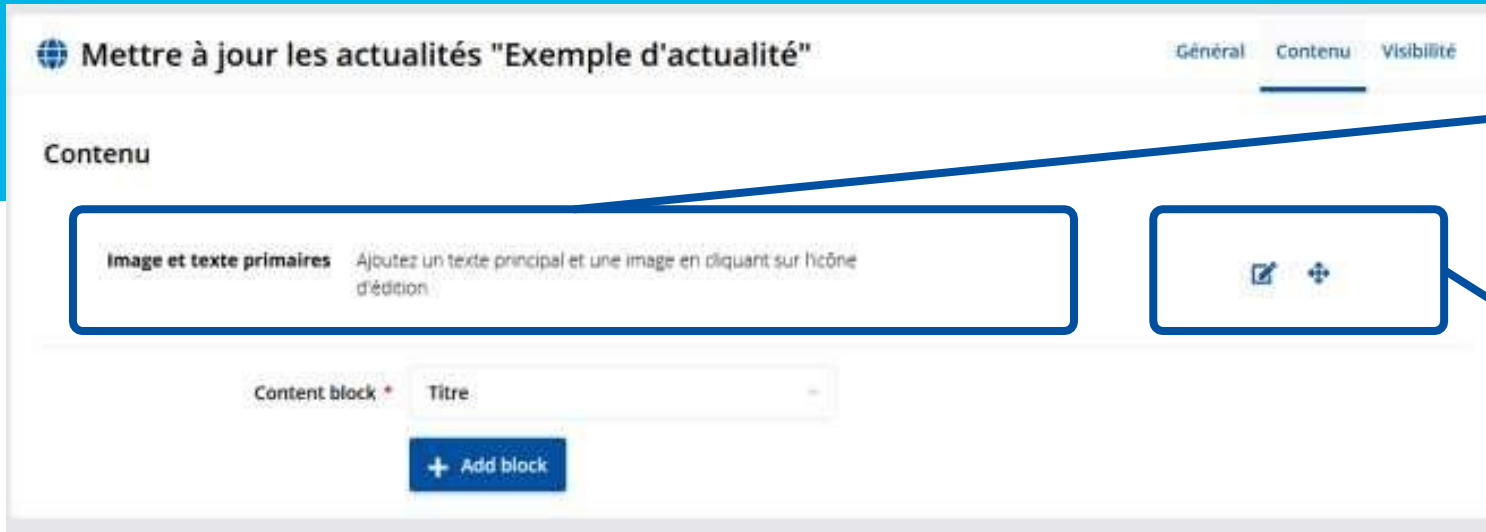 Mettre à jour les actualités "Exemple d'actualité"
Général Contenu Visibilité
Contenu
Image et texte primaires Ajoutez un texte principal et une image en cliquant sur l'icône
d'édition
Content block * Titre
Add block